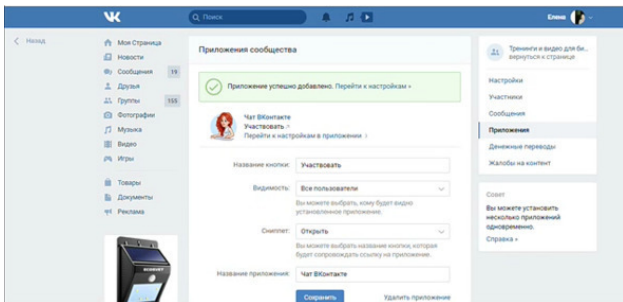 Поиск
Елена
Назад
Моя Страница
Новости
Сообщения 19
Друзья
Группы 155
Фотографии
Музыка
Видео
Игры
Товары
Документы
Реклама
Приложения сообщества
Приложение успешно добавлено. Перейти к настройкам »
Чат ВКонтакте
Участвовать
Перейти к настройкам в приложении
Название кнопки: Участвовать
Видимость: Все пользователи
Вы можете выбрать, кому будет видно
установленное приложение.
Сниппет: Открыть
Вы можете выбрать название кнопки, которая
будет сопровождать ссылку на приложение.
Название приложения: Чат ВКонтакте
Сохранить Удалить приложение
Тренинги и видео для би...
вернуться к странице
Настройки
Участники
Сообщения
Приложения
Денежные переводы
Жалобы на контент
Совет
Вы можете установить
несколько приложений
одновременно.
Справка »